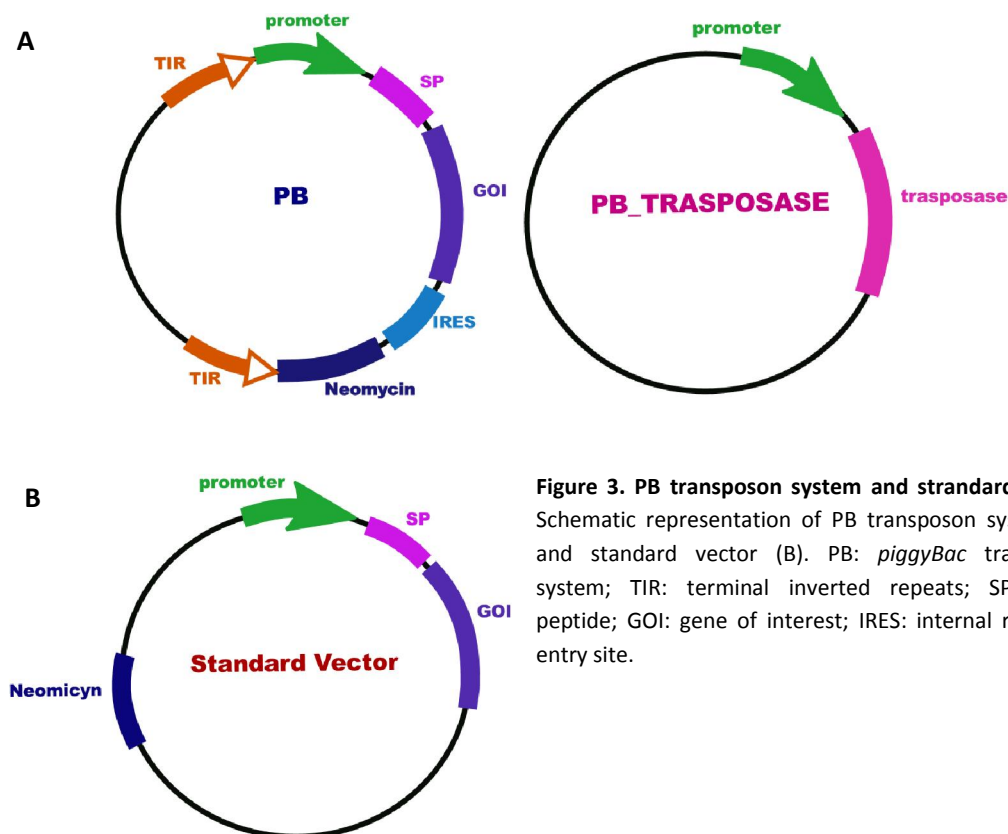 A
promoter
TIR
SP
PB
GOI
IRES
TIR
Neomycin
promoter
PB_TRASPOSASE
trasposase
B
promoter
SP
GOI
Standard Vector
Neomicyn
Figure 3. PB transposon system and strandard
Schematic representation of PB transposon sy
and standard vector (B). PB: piggyBac tra
system; TIR: terminal inverted repeats; SP
peptide; GOI: gene of interest; IRES: internal r
entry site.